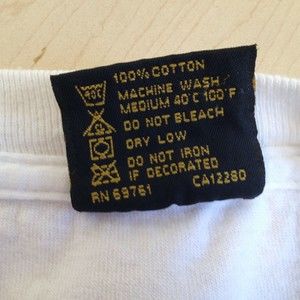 100% COTTON
MACHINE WASH/
MEDIUM 40°C 100°F
DO NOT BLEACH
DRY LOW
DO NOT IRON
IF DECORATED
RN 69761 CA12280